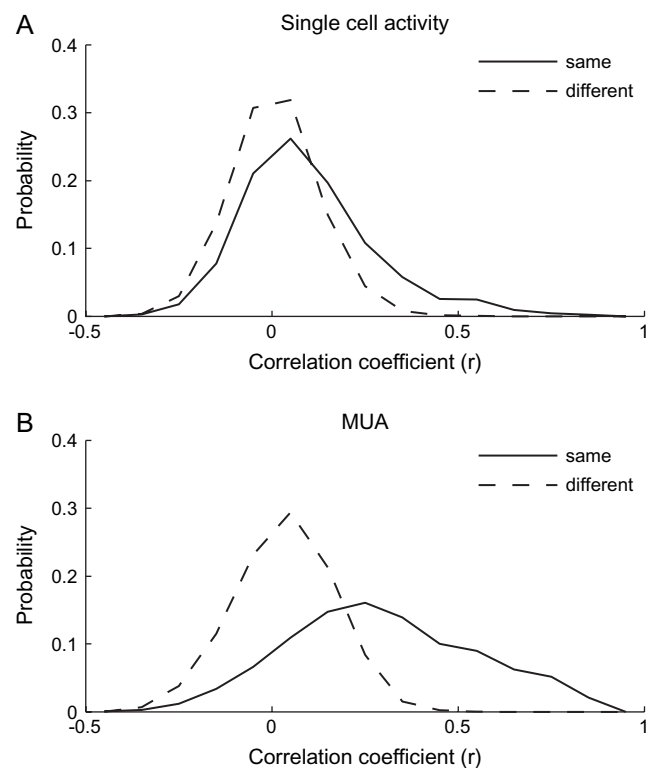 A
Single cell activity
0.4
0.3
0.2
0.1
0
Probability
same
different
-0.5
0
0.5
1
Correlation coefficient (r)
B
MUA
0.4
0.3
0.2
0.1
0
Probability
same
different
-0.5
0
0.5
1
Correlation coefficient (r)